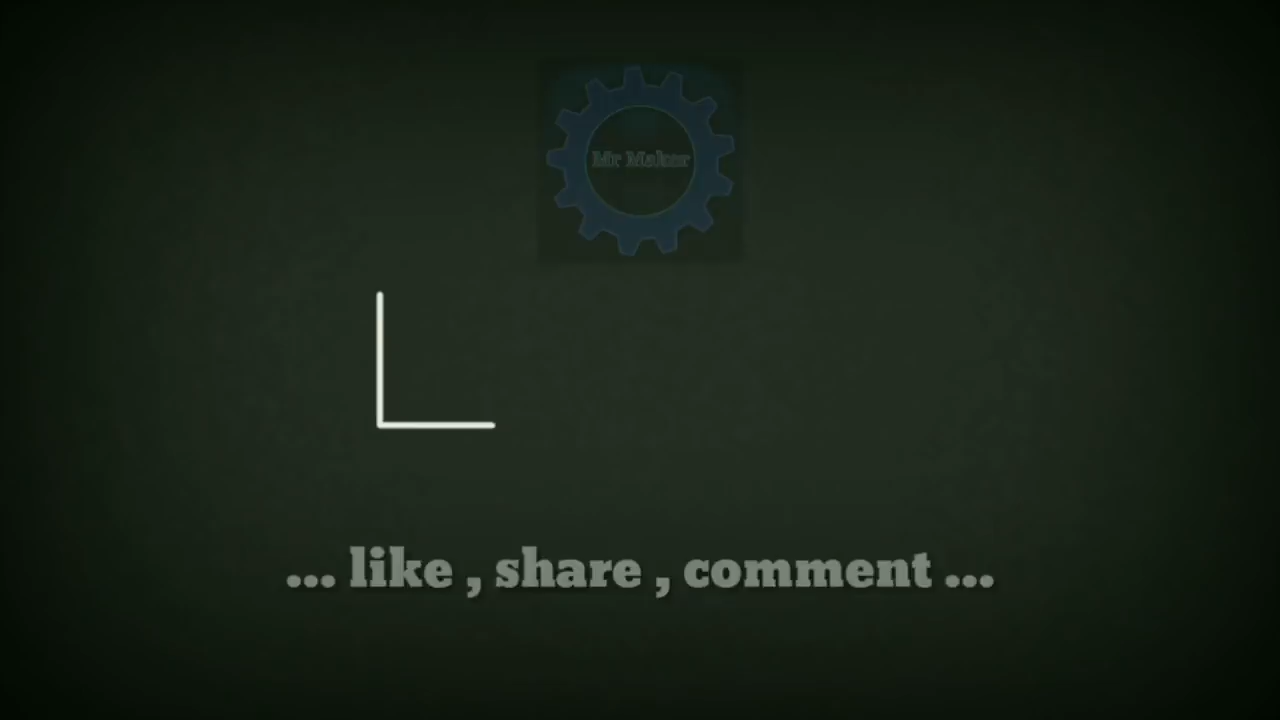 Mr Maker
... like , share , comment ...